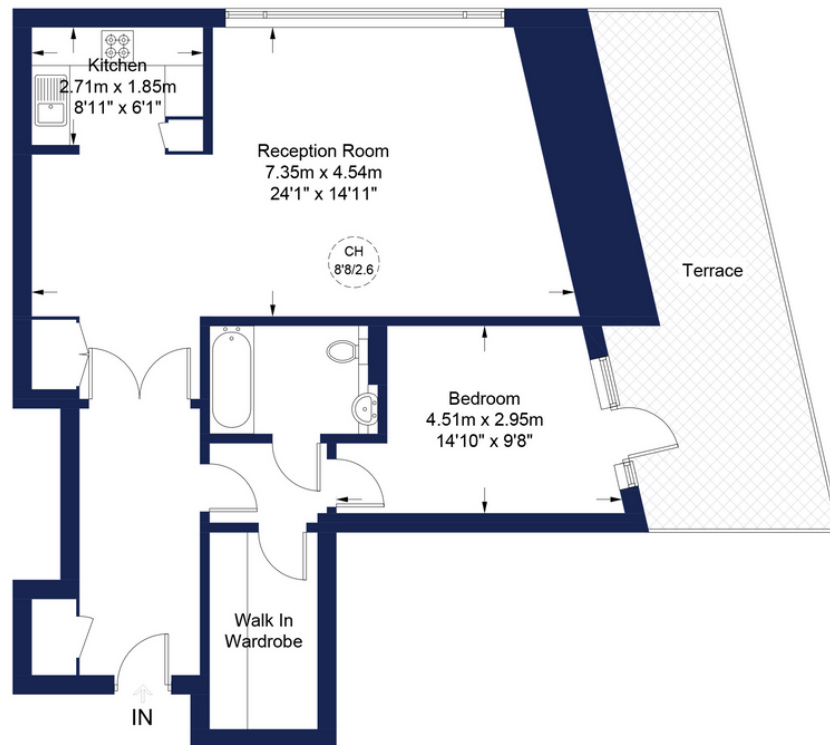 Kitchen
2.71m x 1.85m
8'11" x 6'1"
Reception Room
7.35m x 4.54m
24'1" x 14'11"
CH
8'8/2.6
Terrace
Bedroom
4.51m x 2.95m
14'10" x 9'8"
Walk In
Wardrobe
IN